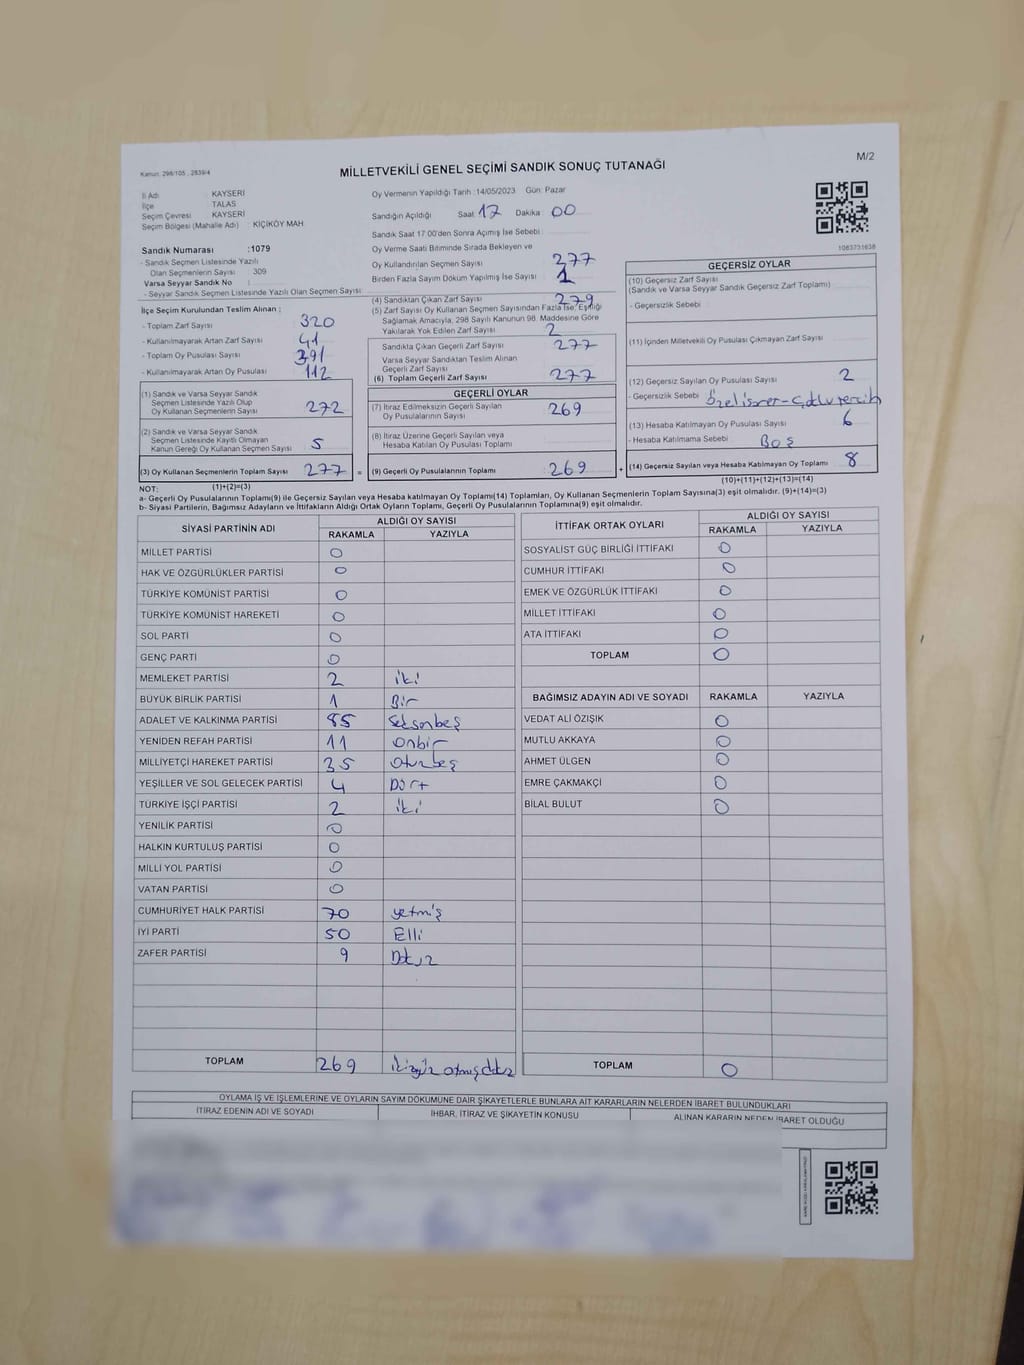 Kanun: 298/105 , 2839/4
MİLLETVEKİLİ GENEL SEÇİMİ SANDIK SONUÇ TUTANAĞI
M/2
İl Adı KAYSERİ
İlçe TALAS
Seçim Çevresi KAYSERİ
Seçim Bölgesi (Mahalle Adı) : KIÇIKÖY MAH
Sandık Numarası :1079
- Sandık Seçmen Listesinde Yazılı
Olan Seçmenlerin Sayısı : 309
Varsa Seyyar Sandık No :
- Seyyar Sandık Seçmen Listesinde Yazılı Olan Seçmen Sayısı:
Oy Vermenin Yapıldığı Tarih :14/05/2023 Gün: Pazar
Sandığın Açıldığı Saat 17 Dakika 00
Sandık Saat 17:00'den Sonra Açımış İse Sebebi :
Oy Verme Saati Bitiminde Sırada Bekleyen ve
Oy Kullandırılan Seçmen Sayısı 277
Birden Fazla Sayım Döküm Yapılmış İse Sayısı 1
1083731638
İlçe Seçim Kurulundan Teslim Alınan :
- Toplam Zarf Sayısı 320
- Kullanılmayarak Artan Zarf Sayısı 41
- Toplam Oy Pusulası Sayısı 391
- Kullanılmayarak Artan Oy Pusulası 112
(4) Sandıktan Çıkan Zarf Sayısı 279
(5) Zarf Sayısı Oy Kullanan Seçmen Sayısından Fazla İse, Eşitliği
Sağlamak Amacıyla, 298 Sayılı Kanunun 98. Maddesine Göre
Yakılarak Yok Edilen Zarf Sayısı 2
Sandıkta Çıkan Geçerli Zarf Sayısı 277
Varsa Seyyar Sandıktan Teslim Alınan
Geçerli Zarf Sayısı
(6) Toplam Geçerli Zarf Sayısı 277
GEÇERSİZ OYLAR
(10) Geçersiz Zarf Sayısı
(Sandık ve Varsa Seyyar Sandık Geçersiz Zarf Toplamı)
- Geçersizlik Sebebi :
(11) İçinden Milletvekili Oy Pusulası Çıkmayan Zarf Sayısı
(12) Geçersiz Sayılan Oy Pusulası Sayısı 2
- Geçersizlik Sebebi :
(13) Hesaba Katılmayan Oy Pusulası Sayısı 6
- Hesaba Katılmama Sebebi : Boş
(14) Geçersiz Sayılan veya Hesaba Katılmayan Oy Toplamı 8
(10)+(11)+(12)+(13)=(14)
(1) Sandık ve Varsa Seyyar Sandık
Seçmen Listesinde Yazılı Olup
Oy Kullanan Seçmenlerin Sayısı 272
(2) Sandık ve Varsa Seyyar Sandık
Seçmen Listesinde Kayıtlı Olmayan
Kanun Gereği Oy Kullanan Seçmen Sayısı 5
(3) Oy Kullanan Seçmenlerin Toplam Sayısı 277 =
(1)+(2)=(3)
GEÇERLİ OYLAR
(7) İtiraz Edilmeksizin Geçerli Sayılan
Oy Pusulalarının Sayısı 269
(8) İtiraz Üzerine Geçerli Sayılan veya
Hesaba Katılan Oy Pusulası Toplamı
(9) Geçerli Oy Pusulalarının Toplamı 269 +
NOT:
a- Geçerli Oy Pusulalarının Toplamı(9) ile Geçersiz Sayılan veya Hesaba katılmayan Oy Toplamı(14) Toplamları, Oy Kullanan Seçmenlerin Toplam Sayısına(3) eşit olmalıdır. (9)+(14)=(3)
b- Siyasi Partilerin, Bağımsız Adayların ve İttifakların Aldığı Ortak Oyların Toplamı, Geçerli Oy Pusulalarının Toplamına(9) eşit olmalıdır.
SİYASİ PARTİNİN ADI ALDIĞI OY SAYISI
RAKAMLA YAZIYLA
MİLLET PARTİSİ 0
HAK VE ÖZGÜRLÜKLER PARTİSİ 0
TÜRKİYE KOMÜNİST PARTİSİ 0
TÜRKİYE KOMÜNİST HAREKETİ 0
SOL PARTİ 0
GENÇ PARTİ 0
MEMLEKET PARTİSİ 2 iki
BÜYÜK BİRLİK PARTİSİ 1 Bir
ADALET VE KALKINMA PARTİSİ 85 Seksenbeş
YENİDEN REFAH PARTİSİ 11 onbir
MİLLİYETÇİ HAREKET PARTİSİ 35 otuzbeş
YEŞİLLER VE SOL GELECEK PARTİSİ 4 Dört
TÜRKİYE İŞÇİ PARTİSİ 2 iki
YENİLİK PARTİSİ 0
HALKIN KURTULUŞ PARTİSİ 0
MİLLİ YOL PARTİSİ 0
VATAN PARTİSİ 0
CUMHURİYET HALK PARTİSİ 70 yetmiş
İYİ PARTİ 50 Elli
ZAFER PARTİSİ 9 Dokuz
TOPLAM 269 ikiyüz atmışdokuz
İTTİFAK ORTAK OYLARI ALDIĞI OY SAYISI
RAKAMLA YAZIYLA
SOSYALİST GÜÇ BİRLİĞİ İTTİFAKI 0
CUMHUR İTTİFAKI 0
EMEK VE ÖZGÜRLÜK İTTİFAKI 0
MİLLET İTTİFAKI 0
ATA İTTİFAKI 0
TOPLAM 0
BAĞIMSIZ ADAYIN ADI VE SOYADI RAKAMLA YAZIYLA
VEDAT ALİ ÖZIŞIK 0
MUTLU AKKAYA 0
AHMET ÜLGEN 0
EMRE ÇAKMAKÇİ 0
BİLAL BULUT 0
TOPLAM 0
OYLAMA İŞ VE İŞLEMLERİNE VE OYLARIN SAYIM DÖKÜMÜNE DAİR ŞİKAYETLERLE BUNLARA AİT KARARLARIN NELERDEN İBARET BULUNDUKLARI
İTİRAZ EDENİN ADI VE SOYADI İHBAR, İTİRAZ VE ŞİKAYETİN KONUSU ALINAN KARARIN NEDEN İBARET OLDUĞU